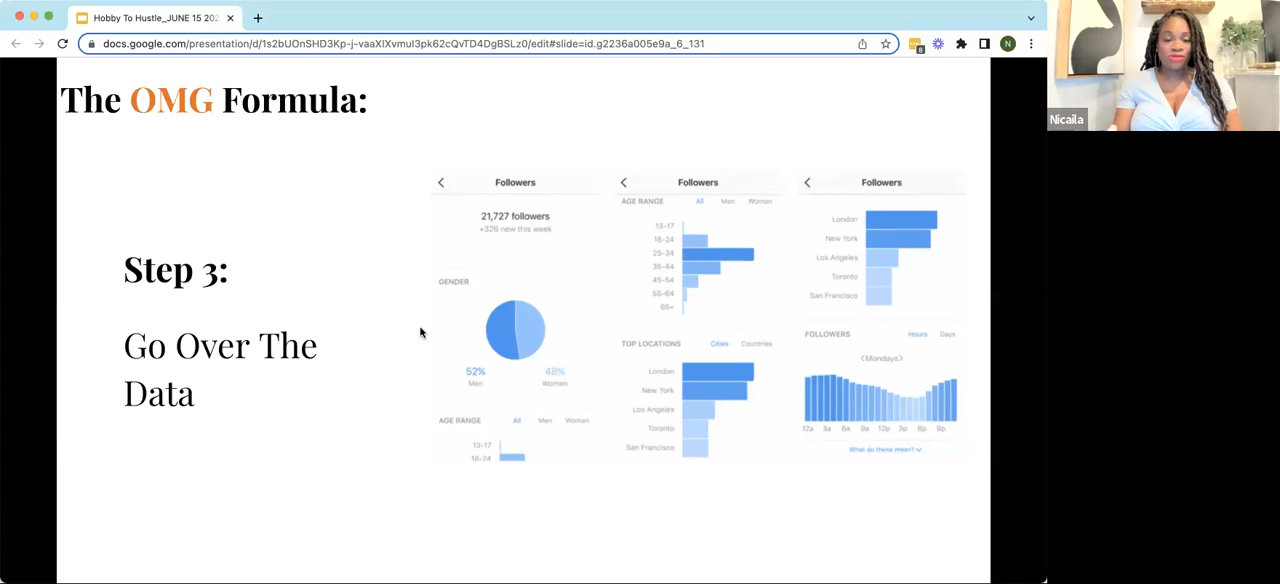 Hobby To Hustle_JUNE 15 202
docs.google.com/presentation/d/1s2bUOnSHD3Kp-j-vaaXIXvmuI3pk62cQvTD4DgBSLz0/edit#slide=id.g2236a005e9a_6_131
8
N
Nicaila
The OMG Formula:
Step 3:
Go Over The
Data
Followers
21,727 followers
+326 new this week
GENDER
52%
Men
48%
Women
AGE RANGE All Men Women
13-17
18-24
Followers
AGE RANGE All Men Women
13-17
18-24
25-34
35-44
45-54
55-64
65+
TOP LOCATIONS Cities Countries
London
New York
Los Angeles
Toronto
San Francisco
Followers
London
New York
Los Angeles
Toronto
San Francisco
FOLLOWERS Hours Days
<Mondays>
12a 3a 6a 9a 12p 3p 6p 9p
What do these mean?